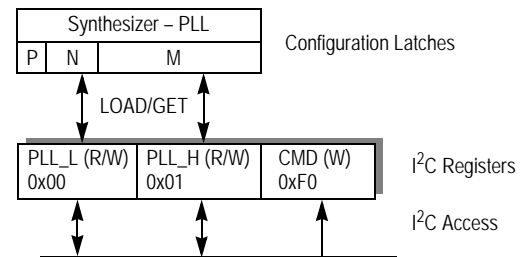 Synthesizer – PLL
Configuration Latches
P N M
LOAD/GET
PLL_L (R/W) PLL_H (R/W) CMD (W)
0x00 0x01 0xF0
I²C Registers
I²C Access